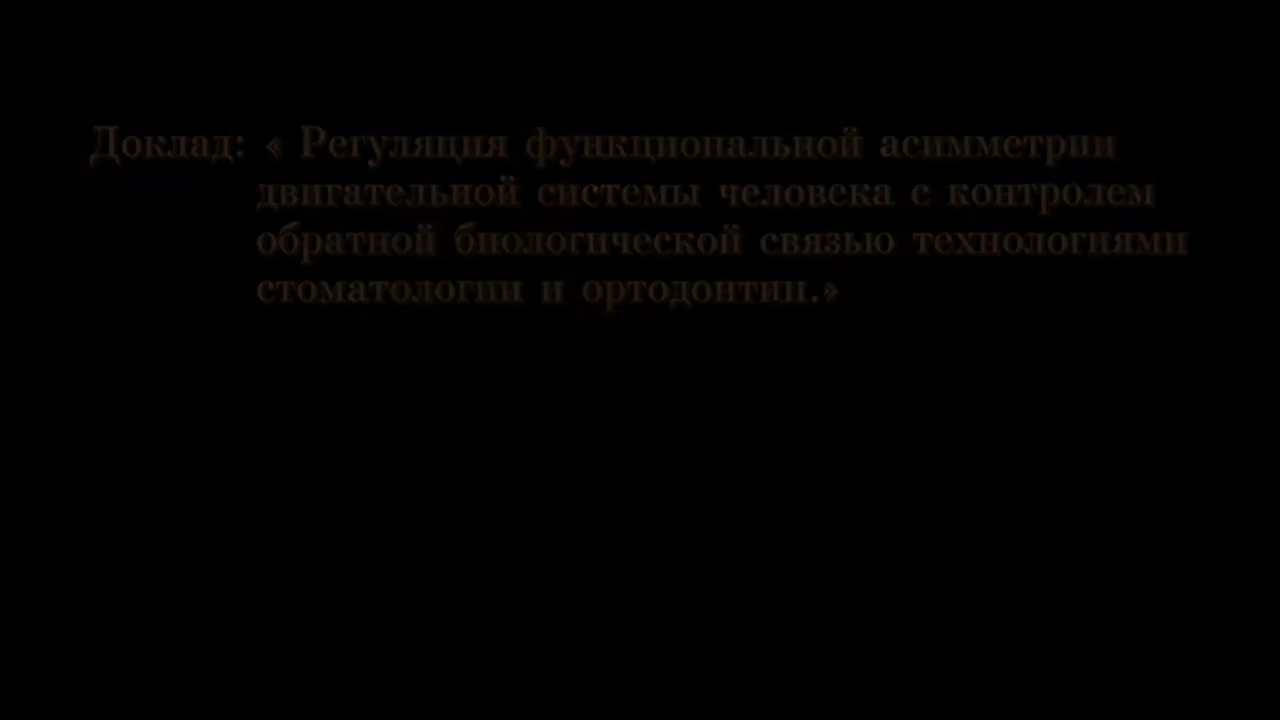 Доклад: « Регуляция функциональной асимметрии
двигательной системы человека с контролем
обратной биологической связью технологиями
стоматологии и ортодонтии.»